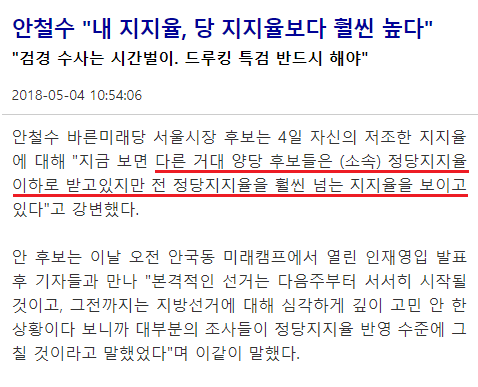 안철수 "내 지지율, 당 지지율보다 훨씬 높다"
"검경 수사는 시간벌이. 드루킹 특검 반드시 해야"
2018-05-04 10:54:06
안철수 바른미래당 서울시장 후보는 4일 자신의 저조한 지지율
에 대해 "지금 보면 다른 거대 양당 후보들은 (소속) 정당지지율
이하로 받고있지만 전 정당지지율을 훨씬 넘는 지지율을 보이고
있다"고 강변했다.
안 후보는 이날 오전 안국동 미래캠프에서 열린 인재영입 발표
후 기자들과 만나 "본격적인 선거는 다음주부터 서서히 시작될
것이고, 그전까지는 지방선거에 대해 심각하게 깊이 고민 안 한
상황이다 보니까 대부분의 조사들이 정당지지율 반영 수준에 그
칠 것이라고 말했었다"며 이같이 말했다.